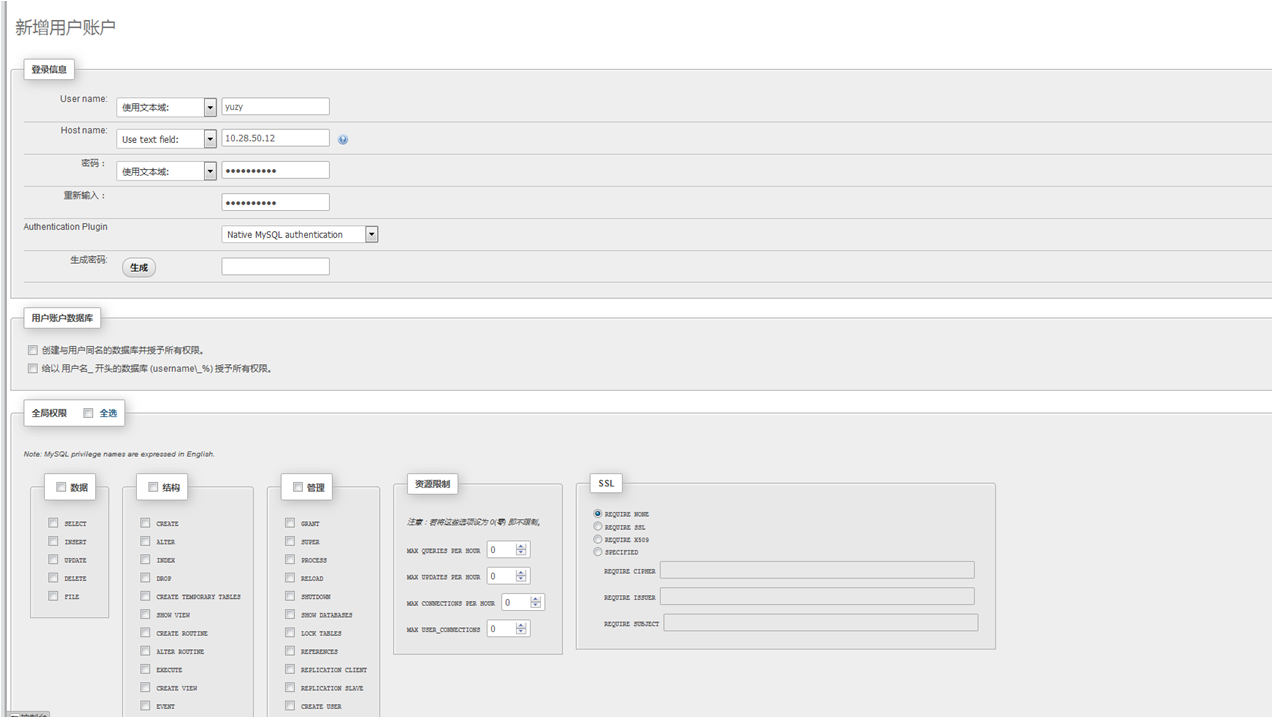 新增用户账户
登录信息
User name: 使用文本域: yuzy
Host name: Use text field: 10.28.50.12
密码： 使用文本域: ••••••••••
重新输入： ••••••••••
Authentication Plugin Native MySQL authentication
生成密码: 生成
用户账户数据库
创建与用户同名的数据库并授予所有权限。
给以 用户名_ 开头的数据库 (username\_%) 授予所有权限。
全局权限 全选
Note: MySQL privilege names are expressed in English.
数据
SELECT
INSERT
UPDATE
DELETE
FILE
结构
CREATE
ALTER
INDEX
DROP
CREATE TEMPORARY TABLES
SHOW VIEW
CREATE ROUTINE
ALTER ROUTINE
EXECUTE
CREATE VIEW
EVENT
管理
GRANT
SUPER
PROCESS
RELOAD
SHUTDOWN
SHOW DATABASES
LOCK TABLES
REFERENCES
REPLICATION CLIENT
REPLICATION SLAVE
CREATE USER
资源限制
注意：若将这些选项设为 0(零) 即不限制。
MAX QUERIES PER HOUR 0
MAX UPDATES PER HOUR 0
MAX CONNECTIONS PER HOUR 0
MAX USER_CONNECTIONS 0
SSL
REQUIRE NONE
REQUIRE SSL
REQUIRE X509
SPECIFIED
REQUIRE CIPHER
REQUIRE ISSUER
REQUIRE SUBJECT